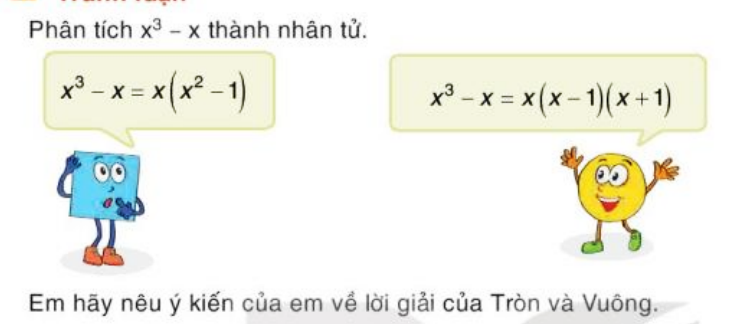 Phân tích x³ – x thành nhân tử.
x³ – x = x(x² – 1)
x³ – x = x(x – 1)(x + 1)
Em hãy nêu ý kiến của em về lời giải của Tròn và Vuông.